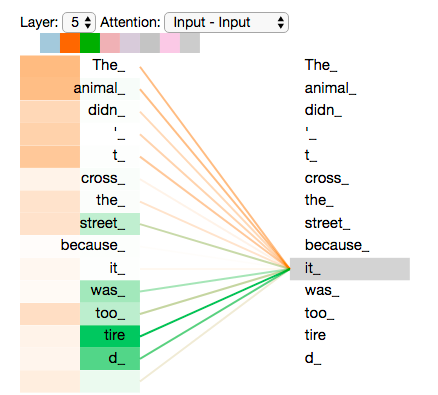 Layer: 5 Attention: Input - Input
The_ The_
animal_ animal_
didn_ didn_
'_ '_
t_ t_
cross_ cross_
the_ the_
street_ street_
because_ because_
it_ it_
was_ was_
too_ too_
tire tire
d_ d_